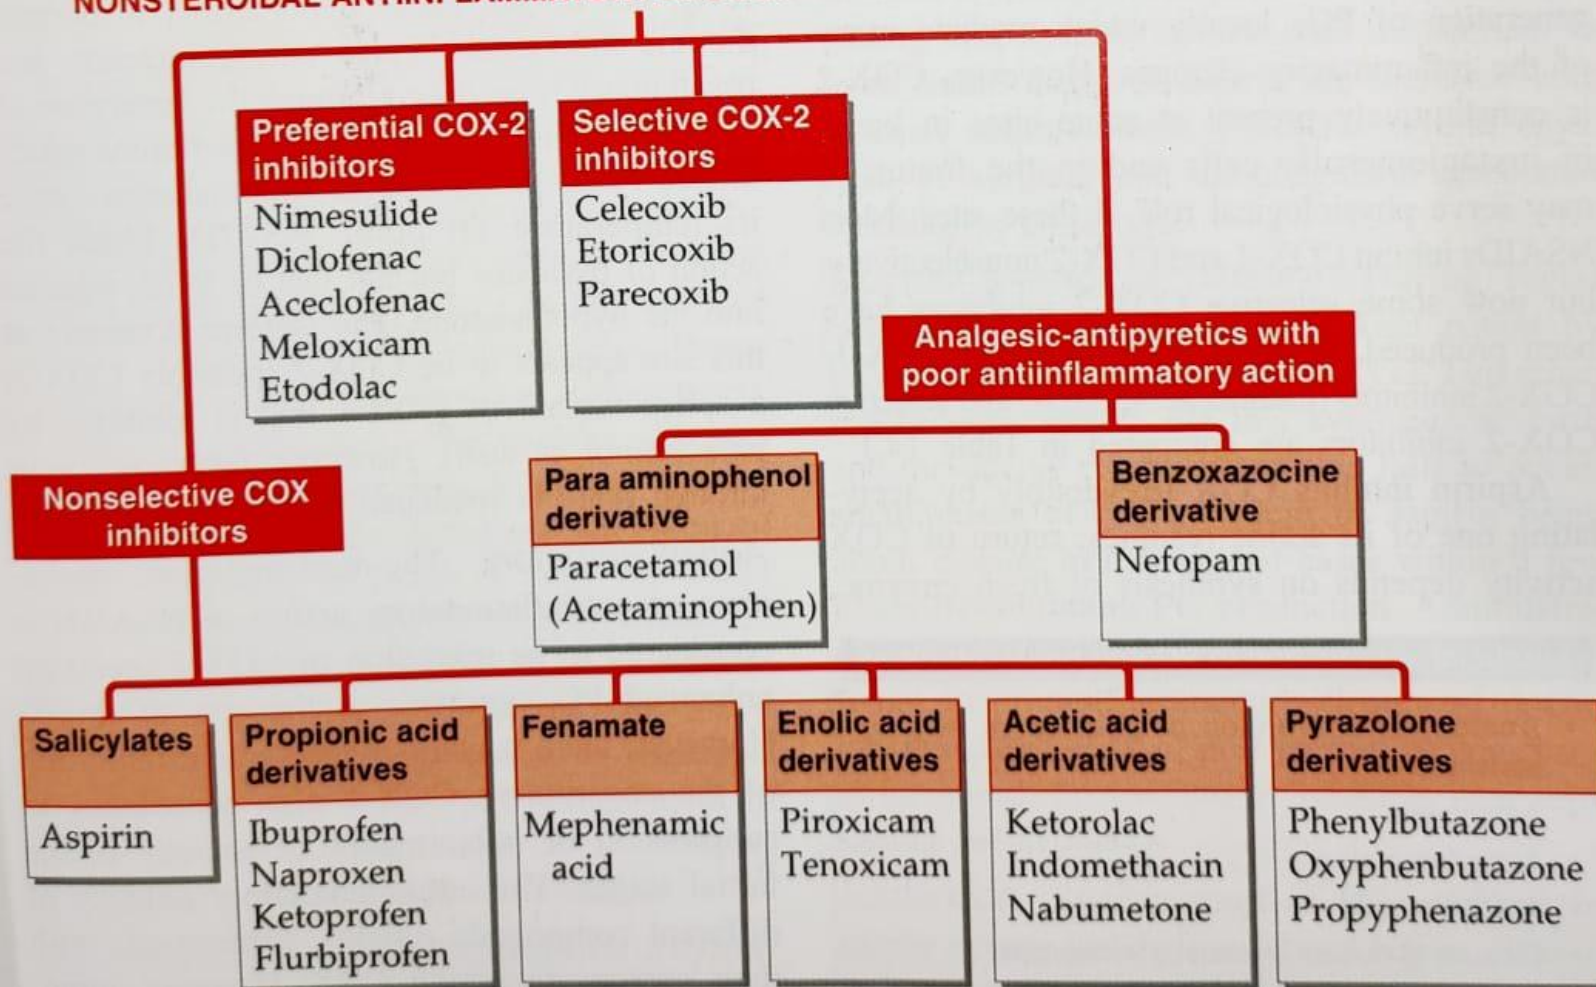 NONSTEROIDAL
Preferential COX-2
inhibitors
Nimesulide
Diclofenac
Aceclofenac
Meloxicam
Etodolac
Selective COX-2
inhibitors
Celecoxib
Etoricoxib
Parecoxib
Analgesic-antipyretics with
poor antiinflammatory action
Nonselective COX
inhibitors
Para aminophenol
derivative
Paracetamol
(Acetaminophen)
Benzoxazocine
derivative
Nefopam
Salicylates
Aspirin
Propionic acid
derivatives
Ibuprofen
Naproxen
Ketoprofen
Flurbiprofen
Fenamate
Mephenamic
acid
Enolic acid
derivatives
Piroxicam
Tenoxicam
Acetic acid
derivatives
Ketorolac
Indomethacin
Nabumetone
Pyrazolone
derivatives
Phenylbutazone
Oxyphenbutazone
Propyphenazone